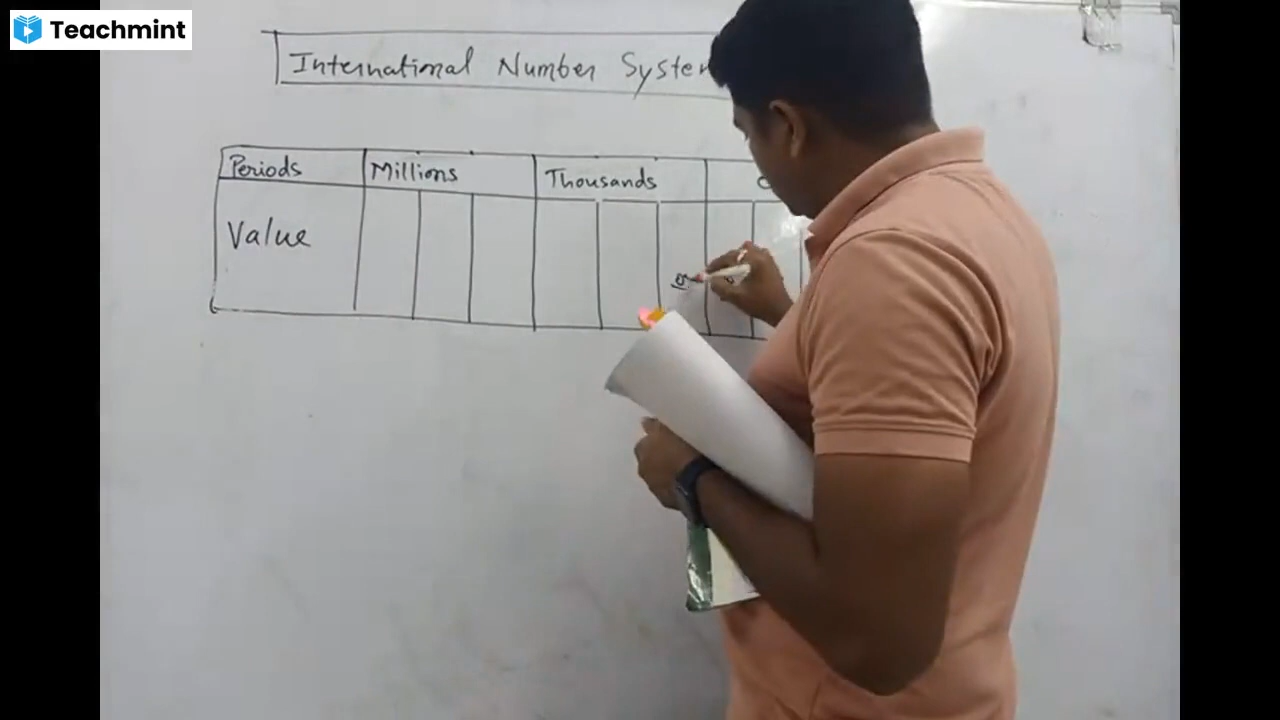 Teachmint
International Number System
Periods Millions Thousands
Value